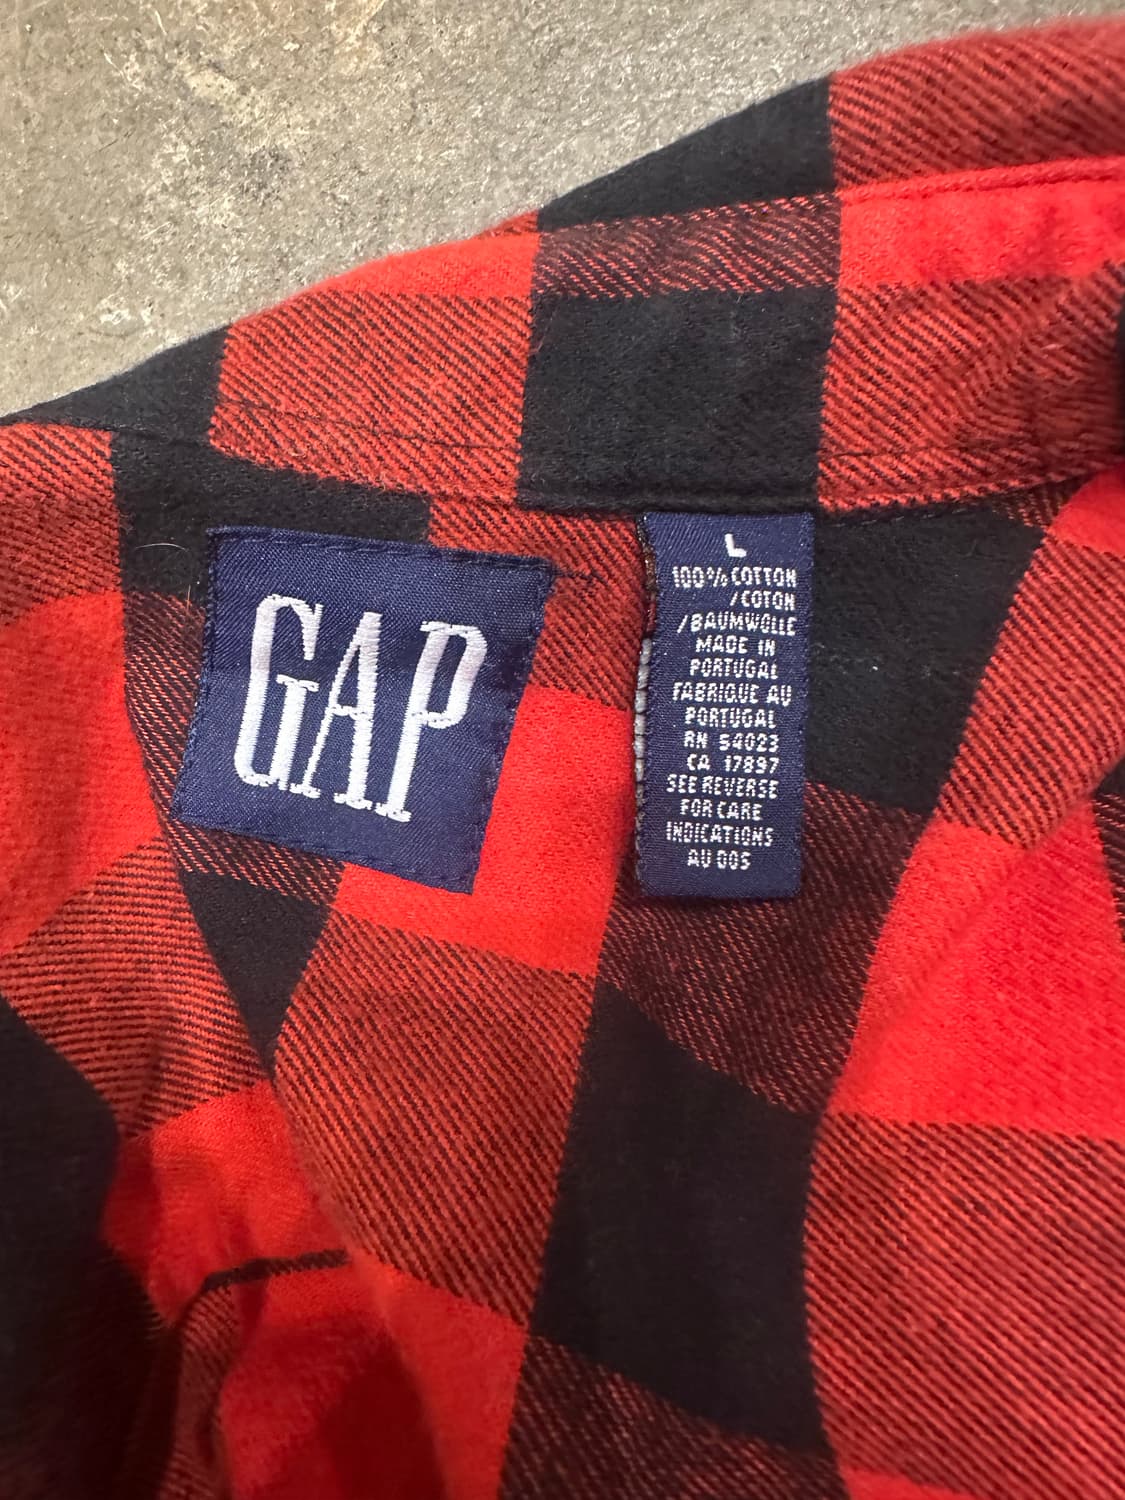 GAP
L
100% COTTON
/COTON
/BAUMWOLLE
MADE IN
PORTUGAL
FABRIQUE AU
PORTUGAL
RN 54023
CA 17897
SEE REVERSE
FOR CARE
INDICATIONS
AU DOS